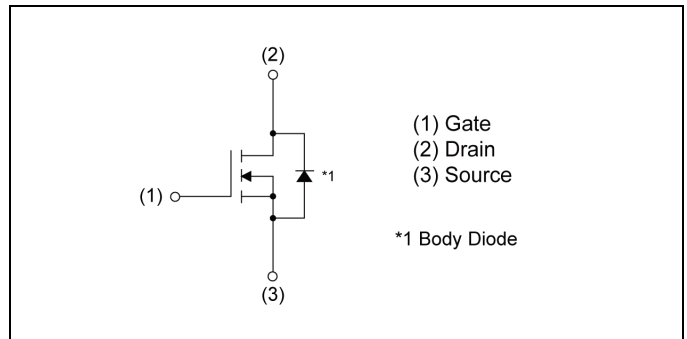 (2)
(1) Gate
(2) Drain
(3) Source
*1
(1)
*1 Body Diode
(3)